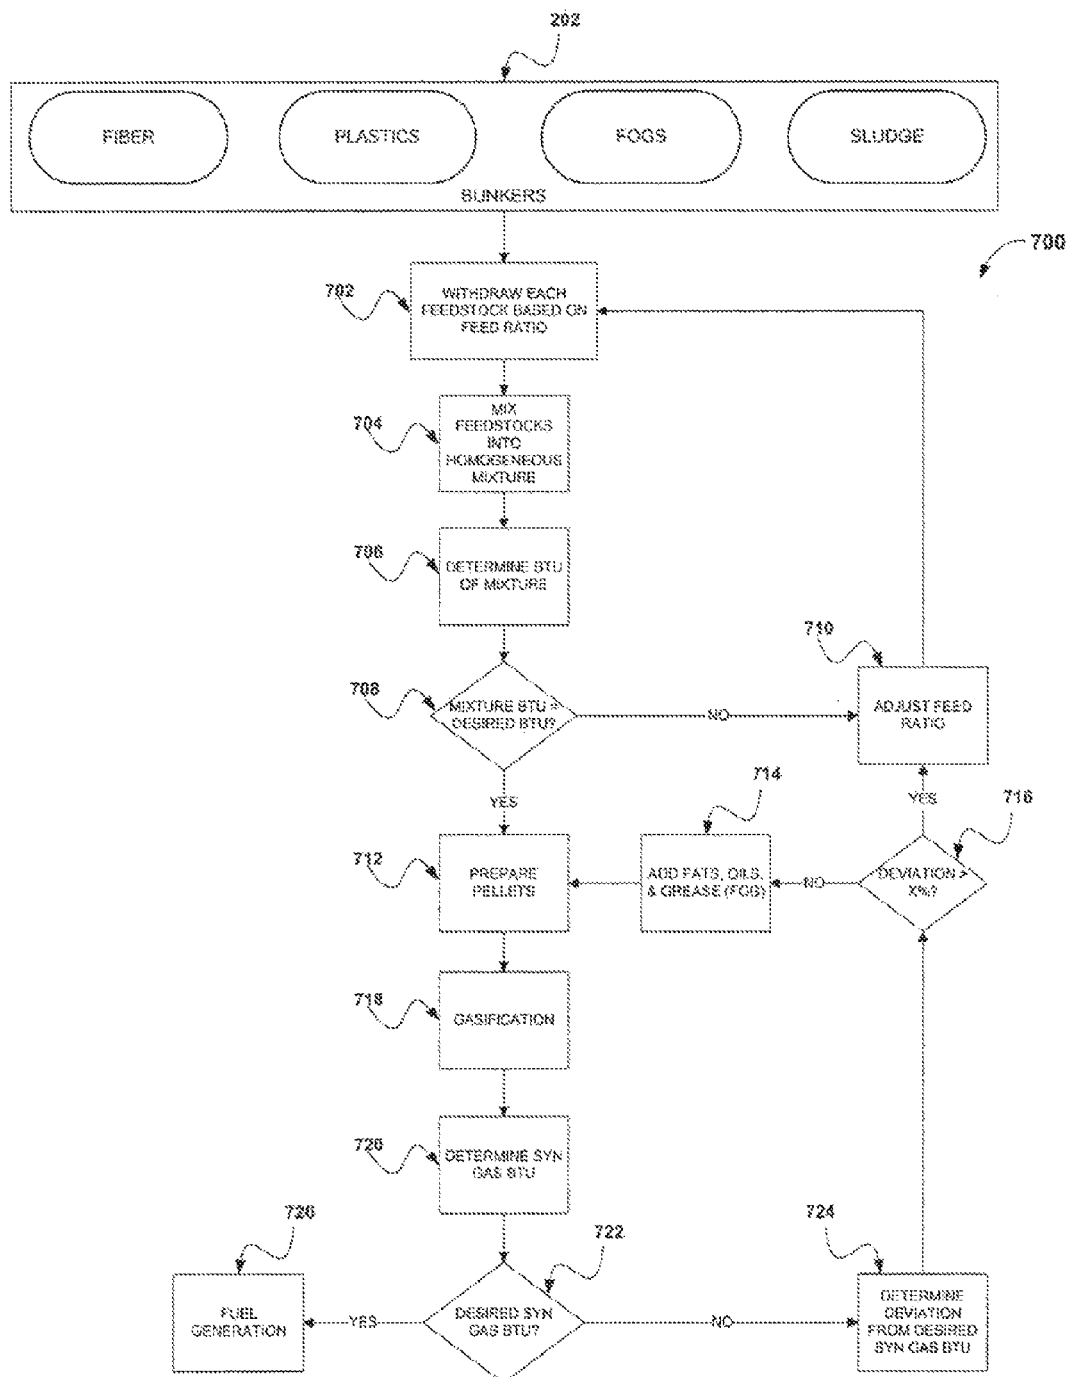 202
FIBER
PLASTICS
FOGS
SLUDGE
BUNKERS
700
702
WITHDRAW EACH
FEEDSTOCK BASED ON
FEED RATIO
704
MIX
FEEDSTOCKS
INTO
HOMOGENEOUS
MIXTURE
706
DETERMINE BTU
OF MIXTURE
710
708
MIXTURE BTU =
DESIRED BTU?
NO
ADJUST FEED
RATIO
714
YES
YES
716
712
PREPARE
PELLETS
ADD FATS, OILS,
& GREASE (FOG)
NO
DEVIATION >
X%?
718
GASIFICATION
720
DETERMINE SYN
GAS BTU
726
722
724
FUEL
GENERATION
YES
DESIRED SYN
GAS BTU?
NO
DETERMINE
DEVIATION
FROM DESIRED
SYN GAS BTU